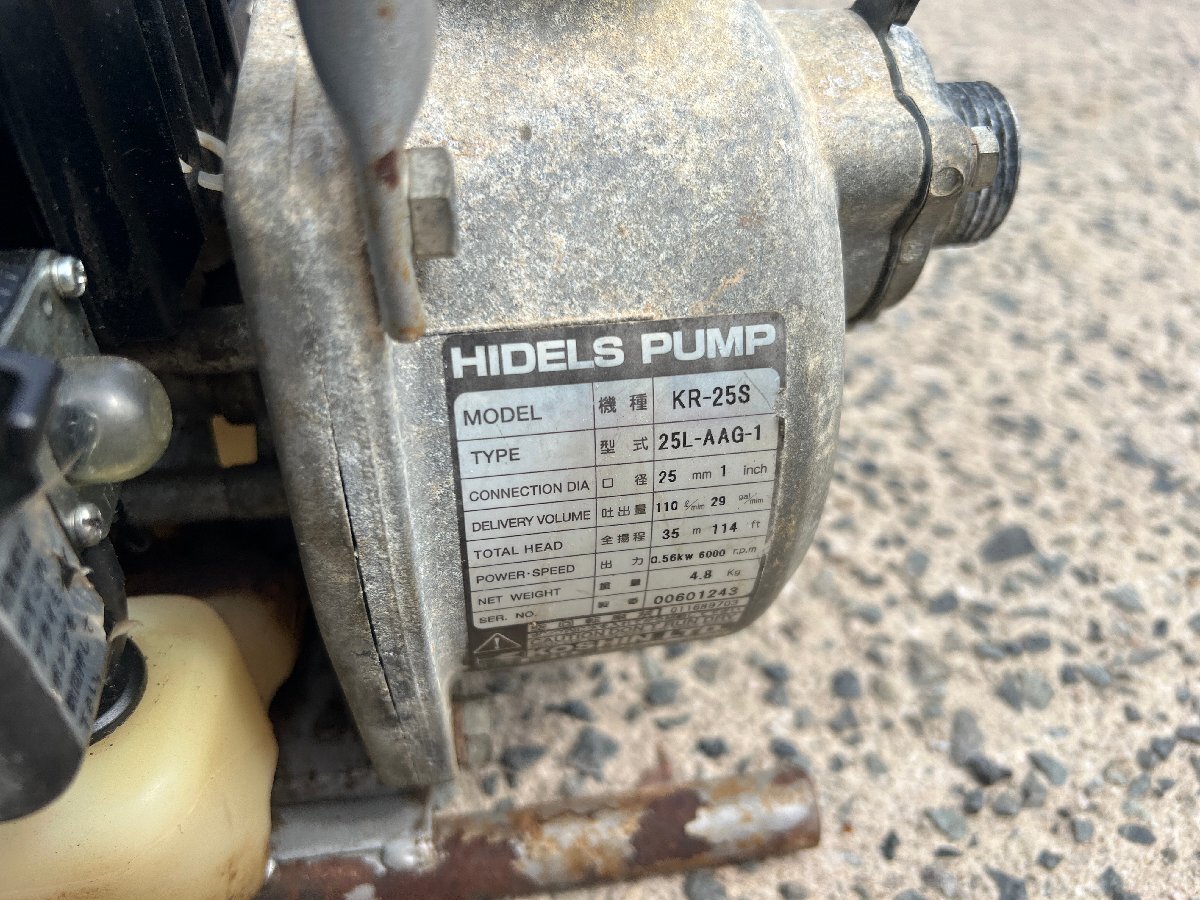 HIDELS PUMP
MODEL 機種 KR-25S
TYPE 型式 25L-AAG-1
CONNECTION DIA 口径 25 mm 1 inch
DELIVERY VOLUME 吐出量 110 ℓ/min 29 gal/min
TOTAL HEAD 全揚程 35 m 114 ft
POWER·SPEED 出力 0.56kw 6000 r.p.m
NET WEIGHT 質量 4.8 Kg
SER. NO. 製番 00601243
011689703